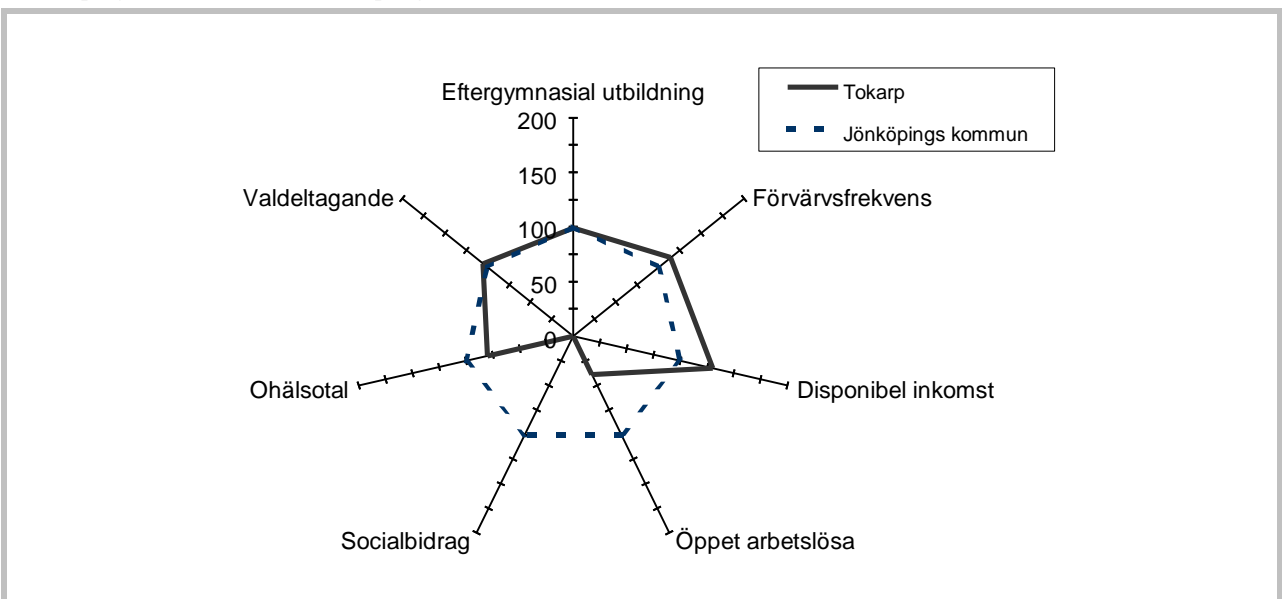 Eftergymnasial utbildning
Tokarp
Jönköpings kommun
200
150
100
50
0
Valdeltagande
Förvärvsfrekvens
Ohälsotal
Disponibel inkomst
Socialbidrag
Öppet arbetslösa